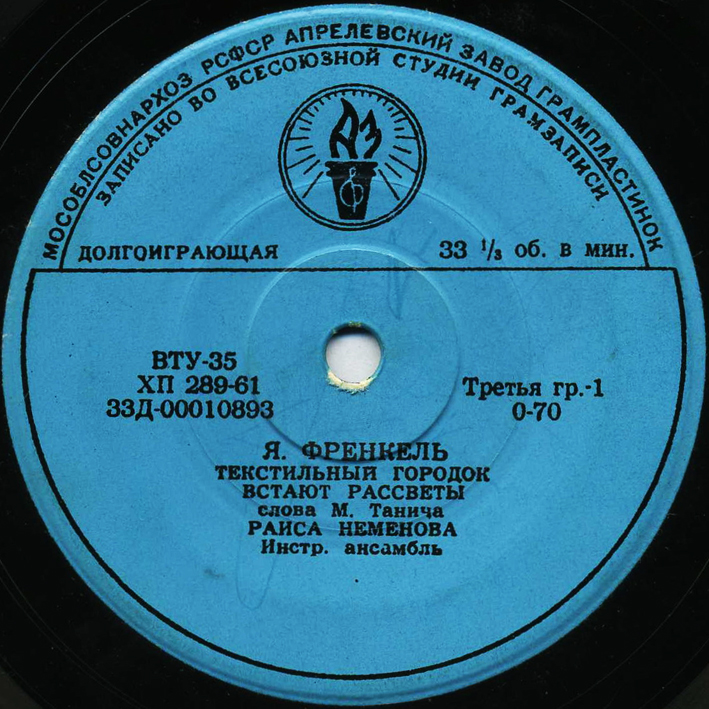 МОСОБЛСОВНАРХОЗ РСФСР АПРЕЛЕВСКИЙ ЗАВОД ГРАМПЛАСТИНОК
ЗАПИСАНО ВО ВСЕСОЮЗНОЙ СТУДИИ ГРАМЗАПИСИ
АЗ
ДОЛГОИГРАЮЩАЯ 33 ⅓ об. в мин.
ВТУ-35
ХП 289-61 Третья гр.-1
33Д-00010893 0-70
Я. ФРЕНКЕЛЬ
ТЕКСТИЛЬНЫЙ ГОРОДОК
ВСТАЮТ РАССВЕТЫ
слова М. Танича
РАИСА НЕМЕНОВА
Инстр. ансамбль